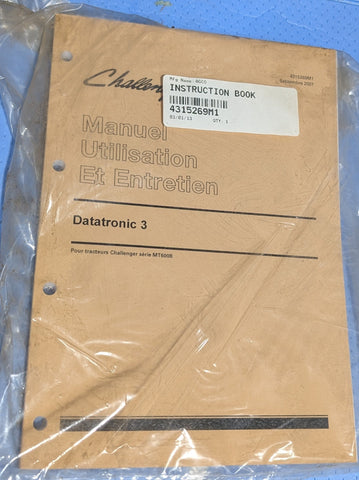 Mfg Name: AGCO
INSTRUCTION BOOK
4315269M1
01/01/13 QTY. 1
4315269M1
Septembre 2007
Challen
Manuel
Utilisation
Et Entretien
Datatronic 3
Pour tracteurs Challenger série MT600B